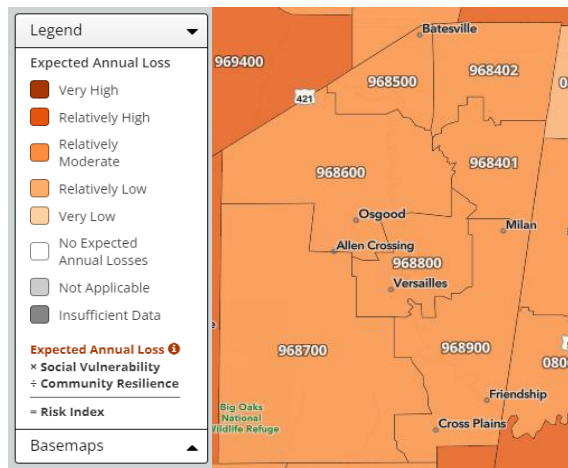 Legend
Expected Annual Loss
Very High
Relatively High
Relatively
Moderate
Relatively Low
Very Low
No Expected
Annual Losses
Not Applicable
Insufficient Data
Expected Annual Loss
× Social Vulnerability
÷ Community Resilience
= Risk Index
Basemaps
Batesville
969400
968500
968402
421
968401
968600
Osgood
Milan
Allen Crossing
968800
Versailles
968700
968900
080
Friendship
Big Oaks
National
Wildlife Refuge
Cross Plains